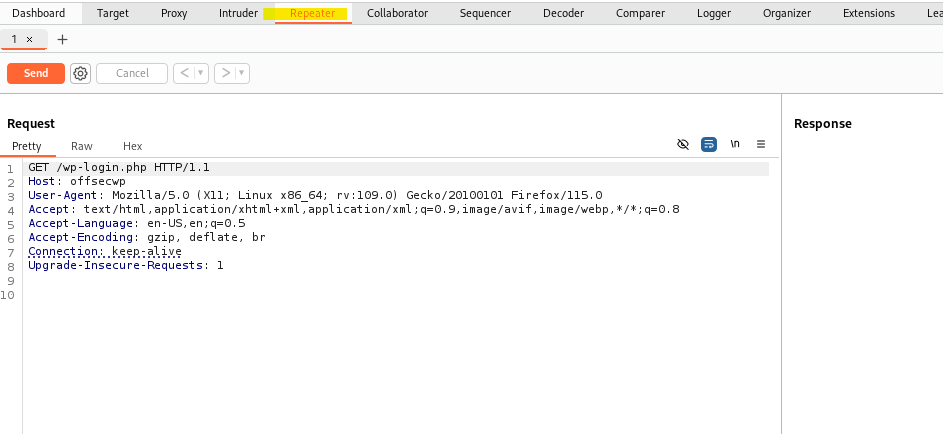 Dashboard Target Proxy Intruder Repeater Collaborator Sequencer Decoder Comparer Logger Organizer Extensions Lea
1 × +
Send Cancel < ▾ > ▾
Request
Response
Pretty Raw Hex
\n
1 GET /wp-login.php HTTP/1.1
2 Host: offsecwp
3 User-Agent: Mozilla/5.0 (X11; Linux x86_64; rv:109.0) Gecko/20100101 Firefox/115.0
4 Accept: text/html,application/xhtml+xml,application/xml;q=0.9,image/avif,image/webp,*/*;q=0.8
5 Accept-Language: en-US,en;q=0.5
6 Accept-Encoding: gzip, deflate, br
7 Connection: keep-alive
8 Upgrade-Insecure-Requests: 1
9
10